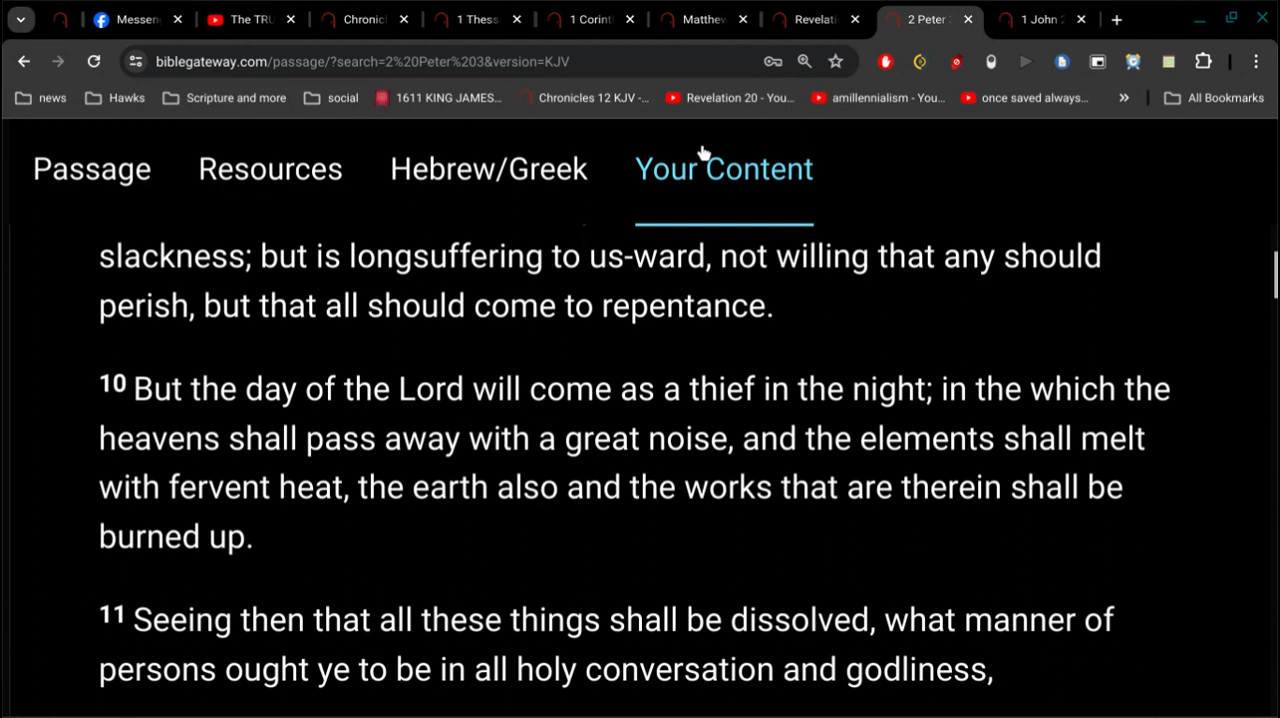 Messen
The TRU
Chronicl
1 Thess
1 Corint
Matthew
Revelati
2 Peter
1 John 2
biblegateway.com/passage/?search=2%20Peter%203&version=KJV
news
Hawks
Scripture and more
social
1611 KING JAMES...
Chronicles 12 KJV -...
Revelation 20 - You...
amillennialism - You...
once saved always...
»
All Bookmarks
Passage
Resources
Hebrew/Greek
Your Content
slackness; but is longsuffering to us-ward, not willing that any should
perish, but that all should come to repentance.
10 But the day of the Lord will come as a thief in the night; in the which the
heavens shall pass away with a great noise, and the elements shall melt
with fervent heat, the earth also and the works that are therein shall be
burned up.
11 Seeing then that all these things shall be dissolved, what manner of
persons ought ye to be in all holy conversation and godliness,